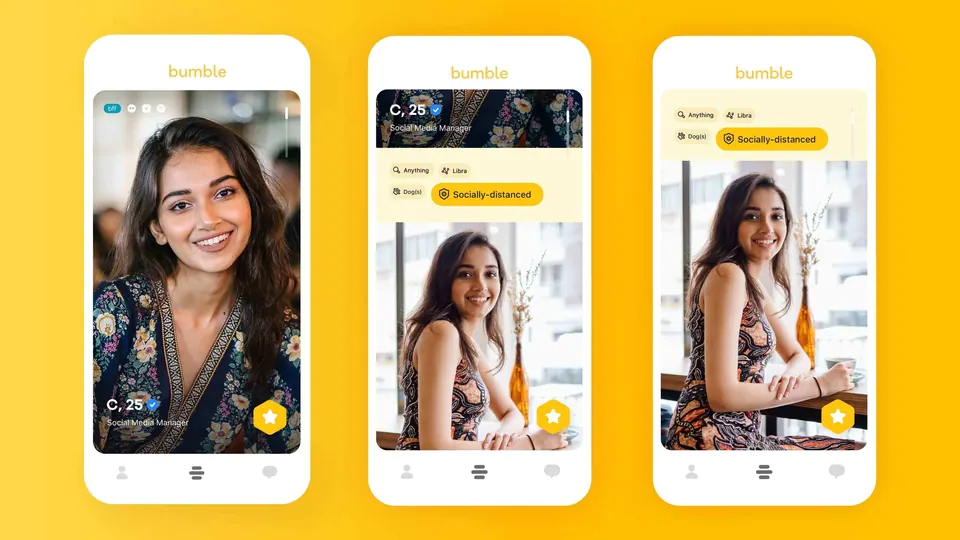 bumble
bff
C, 25
Social Media Manager
bumble
C, 25
Social Media Manager
Anything
Libra
Dog(s)
Socially-distanced
bumble
Anything
Libra
Dog(s)
Socially-distanced